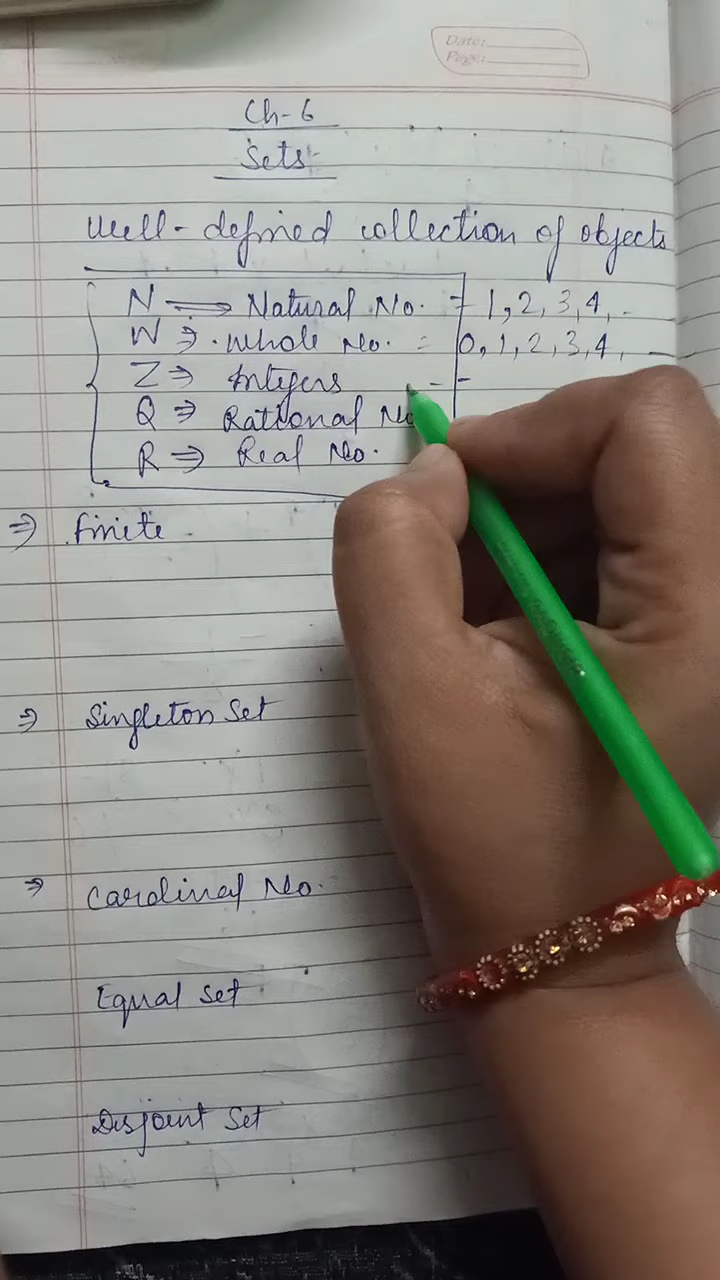 Date:
Page:
Ch-6
Sets
Well-defined collection of objects
N ⟹ Natural No. = 1, 2, 3, 4, -
W ⇒ Whole No. = 0, 1, 2, 3, 4, -
Z ⇒ Integers - -
Q ⇒ Rational No
R ⇒ Real No.
⇒ finite
⇒ Singleton Set
⇒ Cardinal No.
Equal Set
Disjoint Set